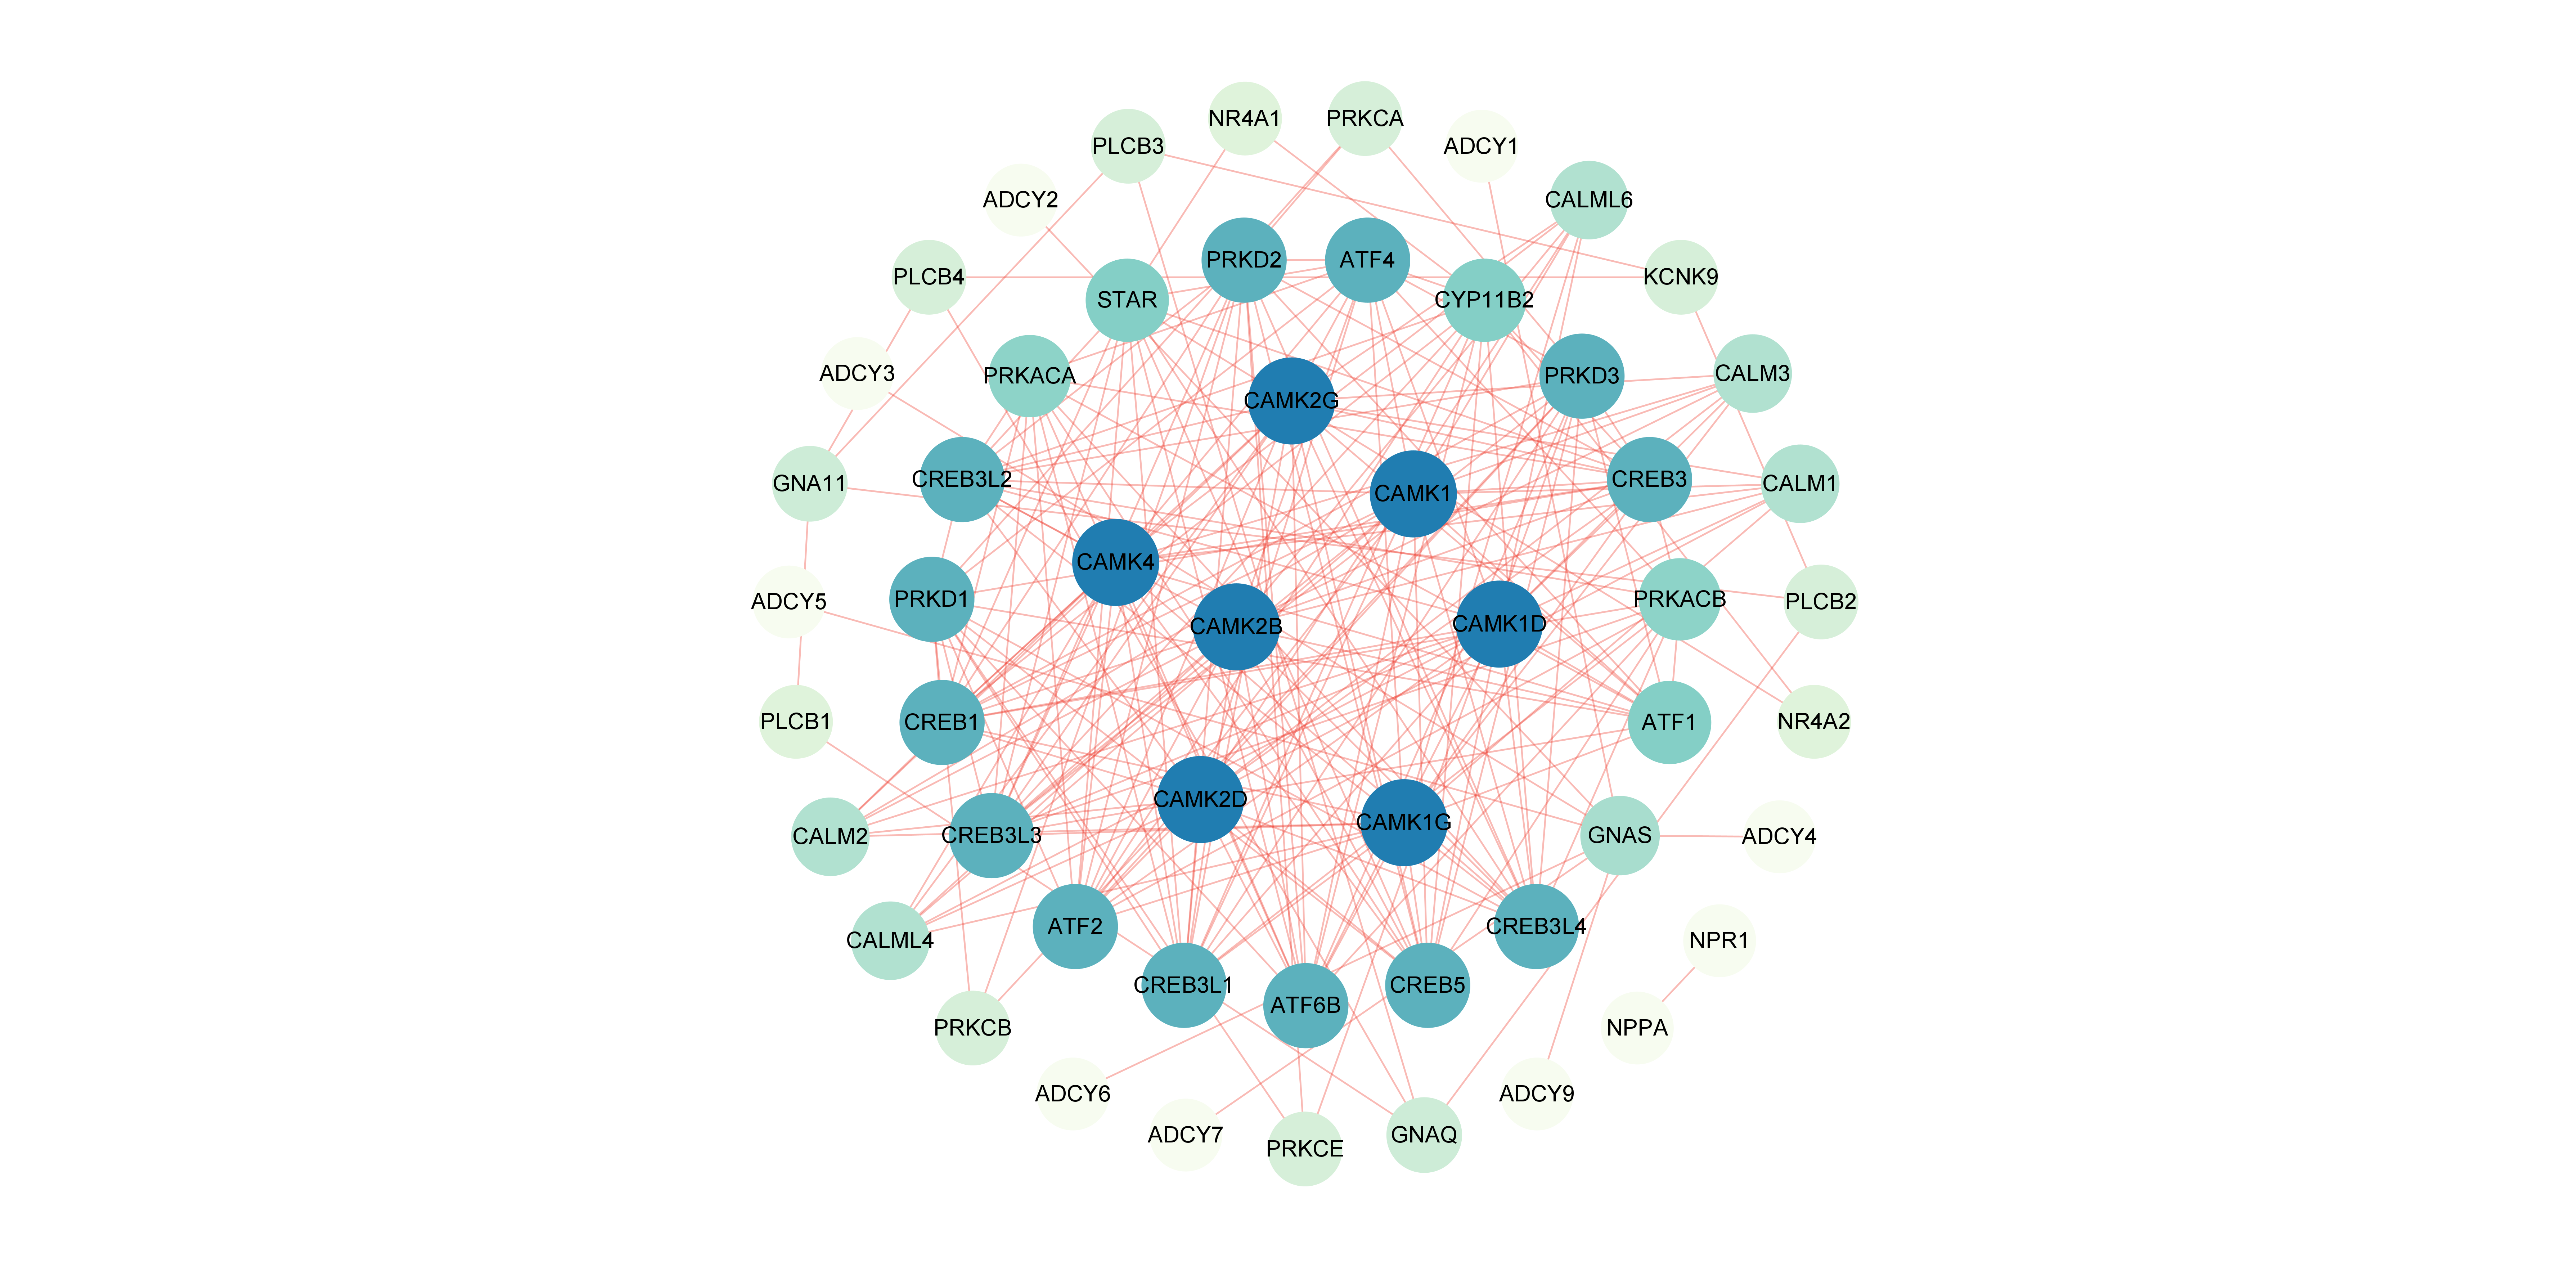 NR4A1
PRKCA
PLCB3
ADCY1
ADCY2
CALML6
PRKD2
ATF4
PLCB4
KCNK9
STAR
CYP11B2
ADCY3
PRKACA
PRKD3
CALM3
CAMK2G
CREB3L2
CREB3
GNA11
CALM1
CAMK1
CAMK4
PRKD1
PRKACB
ADCY5
PLCB2
CAMK2B
CAMK1D
PLCB1
CREB1
ATF1
NR4A2
CAMK2D
CAMK1G
CALM2
CREB3L3
GNAS
ADCY4
CALML4
ATF2
CREB3L4
NPR1
CREB3L1
CREB5
ATF6B
PRKCB
NPPA
ADCY6
ADCY9
ADCY7
GNAQ
PRKCE